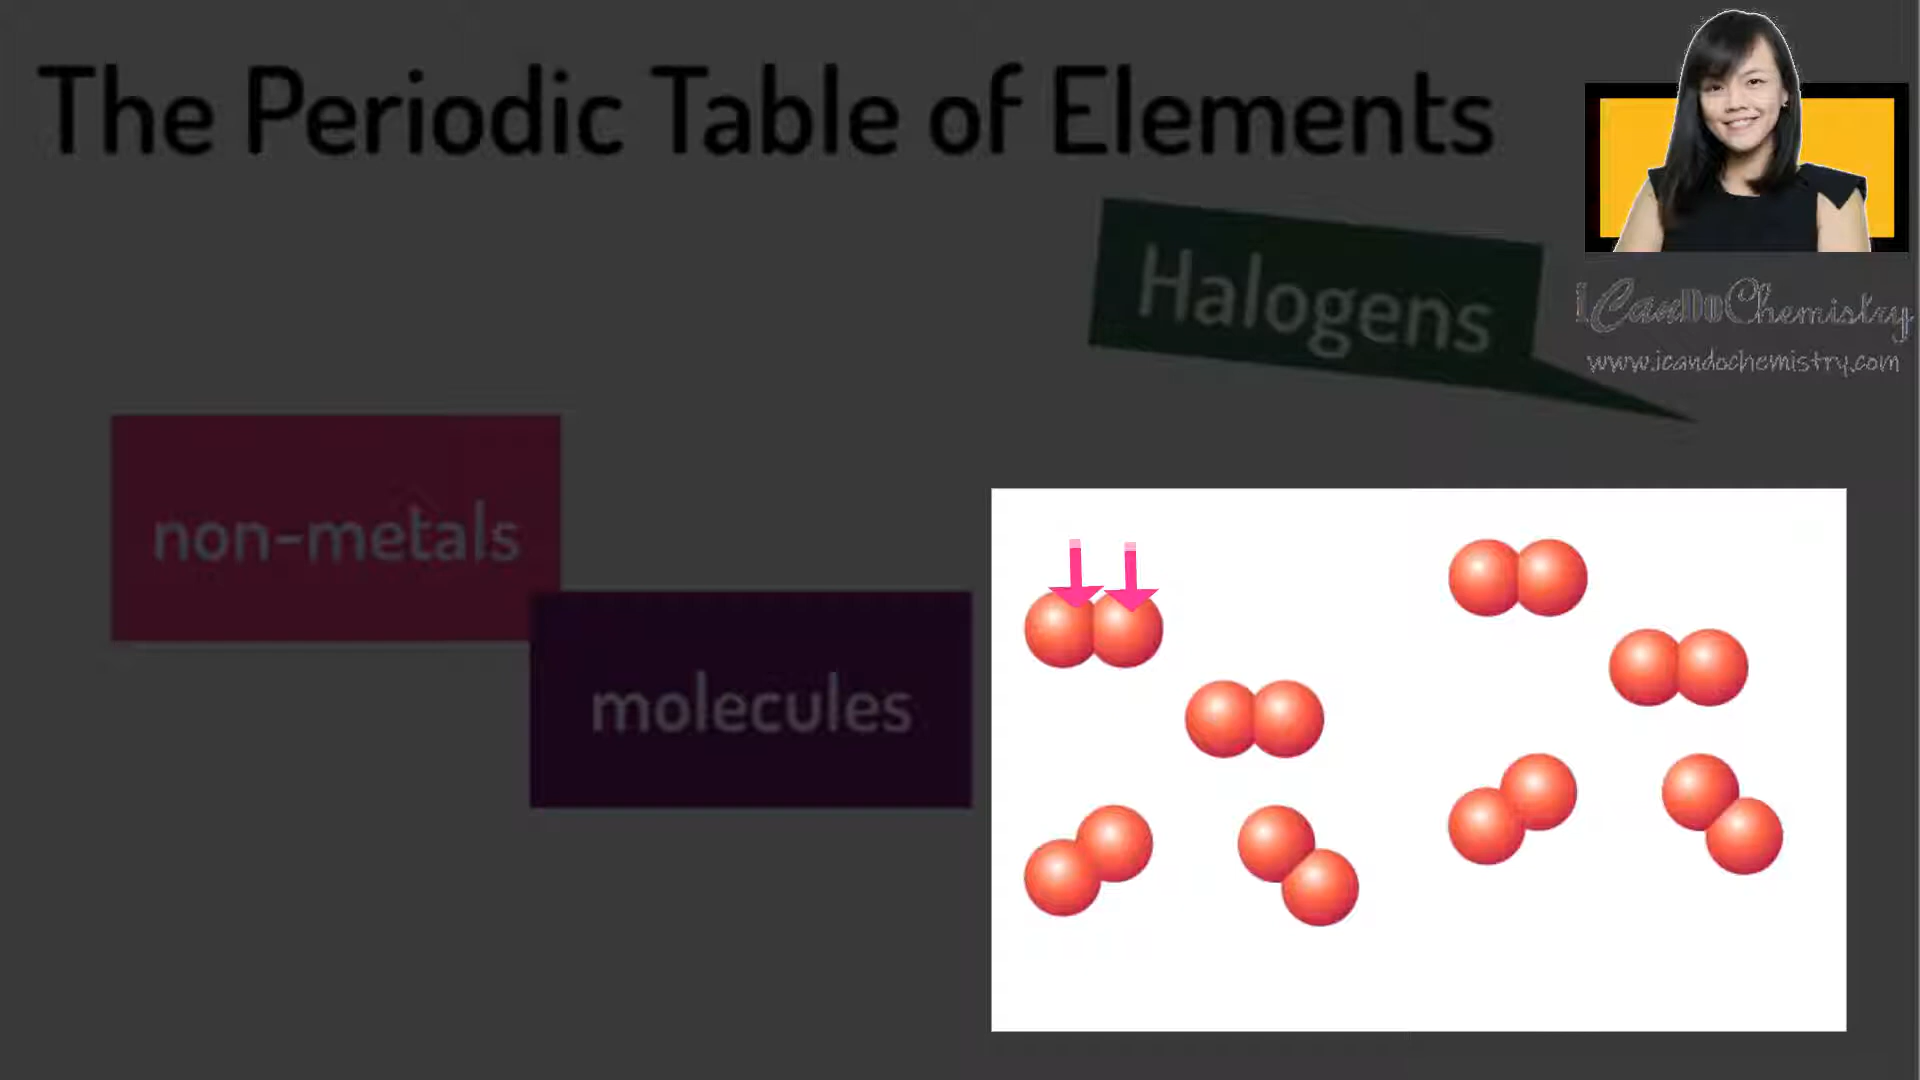 The Periodic Table of Elements
Halogens
iCanDoChemistry
www.icandochemistry.com
non-metals
molecules